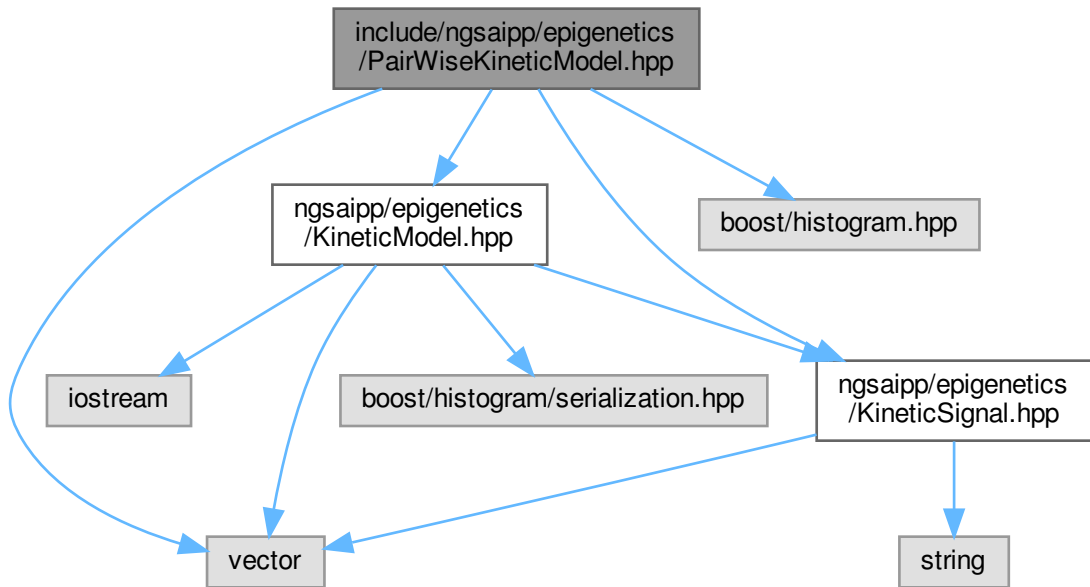 include/ngsaipp/epigenetics
/PairWiseKineticModel.hpp
ngsaipp/epigenetics
/KineticModel.hpp
boost/histogram.hpp
iostream
boost/histogram/serialization.hpp
ngsaipp/epigenetics
/KineticSignal.hpp
vector
string